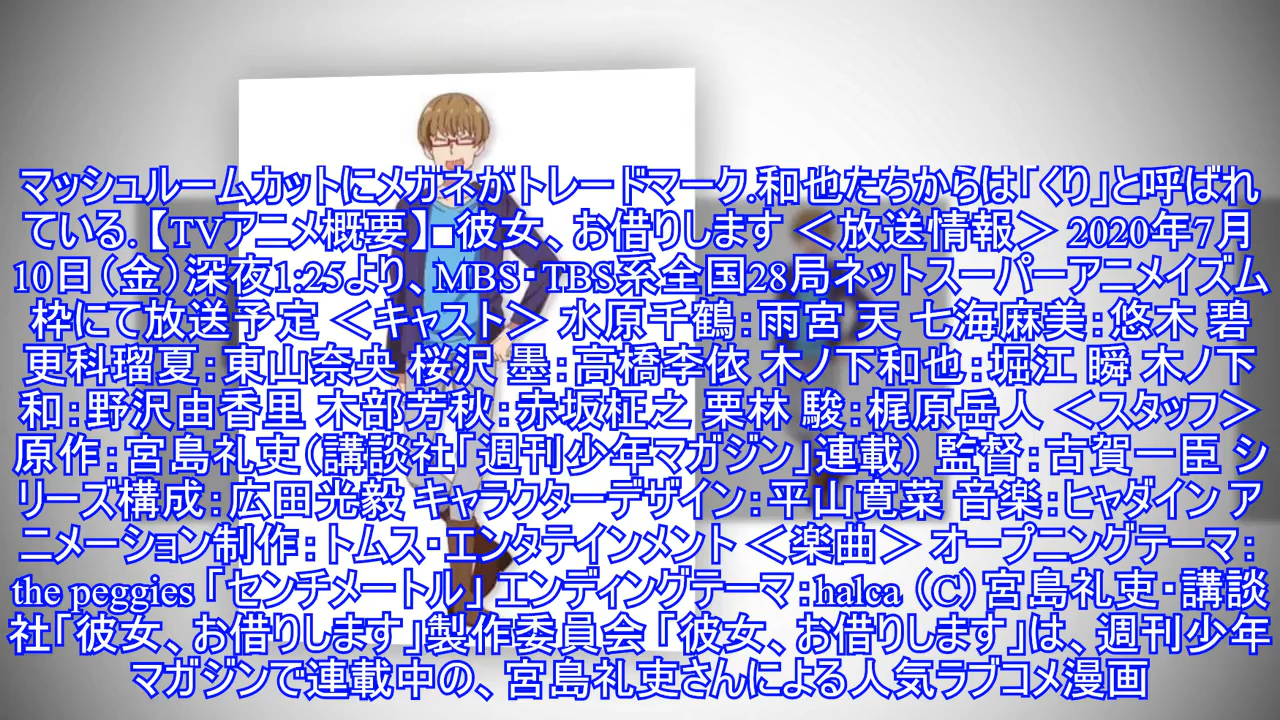 マッシュルームカットにメガネがトレードマーク.和也たちからは「くり」と呼ばれ
ている.【TVアニメ概要】■彼女、お借りします ＜放送情報＞ 2020年7月
10日（金）深夜1:25より、MBS・TBS系全国28局ネットスーパーアニメイズム
枠にて放送予定 ＜キャスト＞ 水原千鶴：雨宮 天 七海麻美：悠木 碧
更科瑠夏：東山奈央 桜沢 墨：高橋李依 木ノ下和也：堀江 瞬 木ノ下
和：野沢由香里 木部芳秋：赤坂柾之 栗林 駿：梶原岳人 ＜スタッフ＞
原作：宮島礼吏（講談社「週刊少年マガジン」連載） 監督：古賀一臣 シ
リーズ構成：広田光毅 キャラクターデザイン：平山寛菜 音楽：ヒャダイン ア
ニメーション制作：トムス・エンタテインメント ＜楽曲＞ オープニングテーマ：
the peggies「センチメートル」 エンディングテーマ：halca （C）宮島礼吏・講談
社「彼女、お借りします」製作委員会 「彼女、お借りします」は、週刊少年
マガジンで連載中の、宮島礼吏さんによる人気ラブコメ漫画